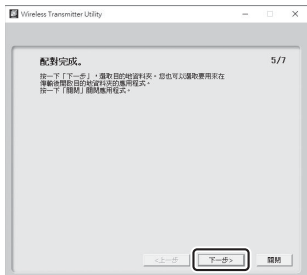 Wireless Transmitter Utility
配對完成。
5/7
按一下「下一步」，選取目的地資料夾。您也可以選取要用來在
傳輸後開啟目的地資料夾的應用程式。
按一下「關閉」關閉應用程式。
<上一步
下一步>
關閉